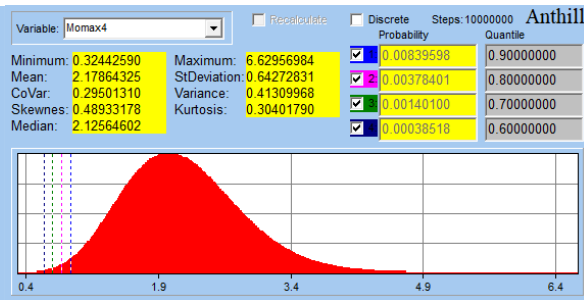 Variable: Momax4 Recalculate Discrete Steps:10000000 Anthill
Probability Quantile
Minimum: 0.32442590 Maximum: 6.62956984 1 0.00839598 0.90000000
Mean: 2.17864325 StDeviation: 0.64272831 2 0.00378401 0.80000000
CoVar: 0.29501310 Variance: 0.41309968 3 0.00140100 0.70000000
Skewnes: 0.48933178 Kurtosis: 0.30401790 0.00038518 0.60000000
Median: 2.12564602
0.4 1.9 3.4 4.9 6.4